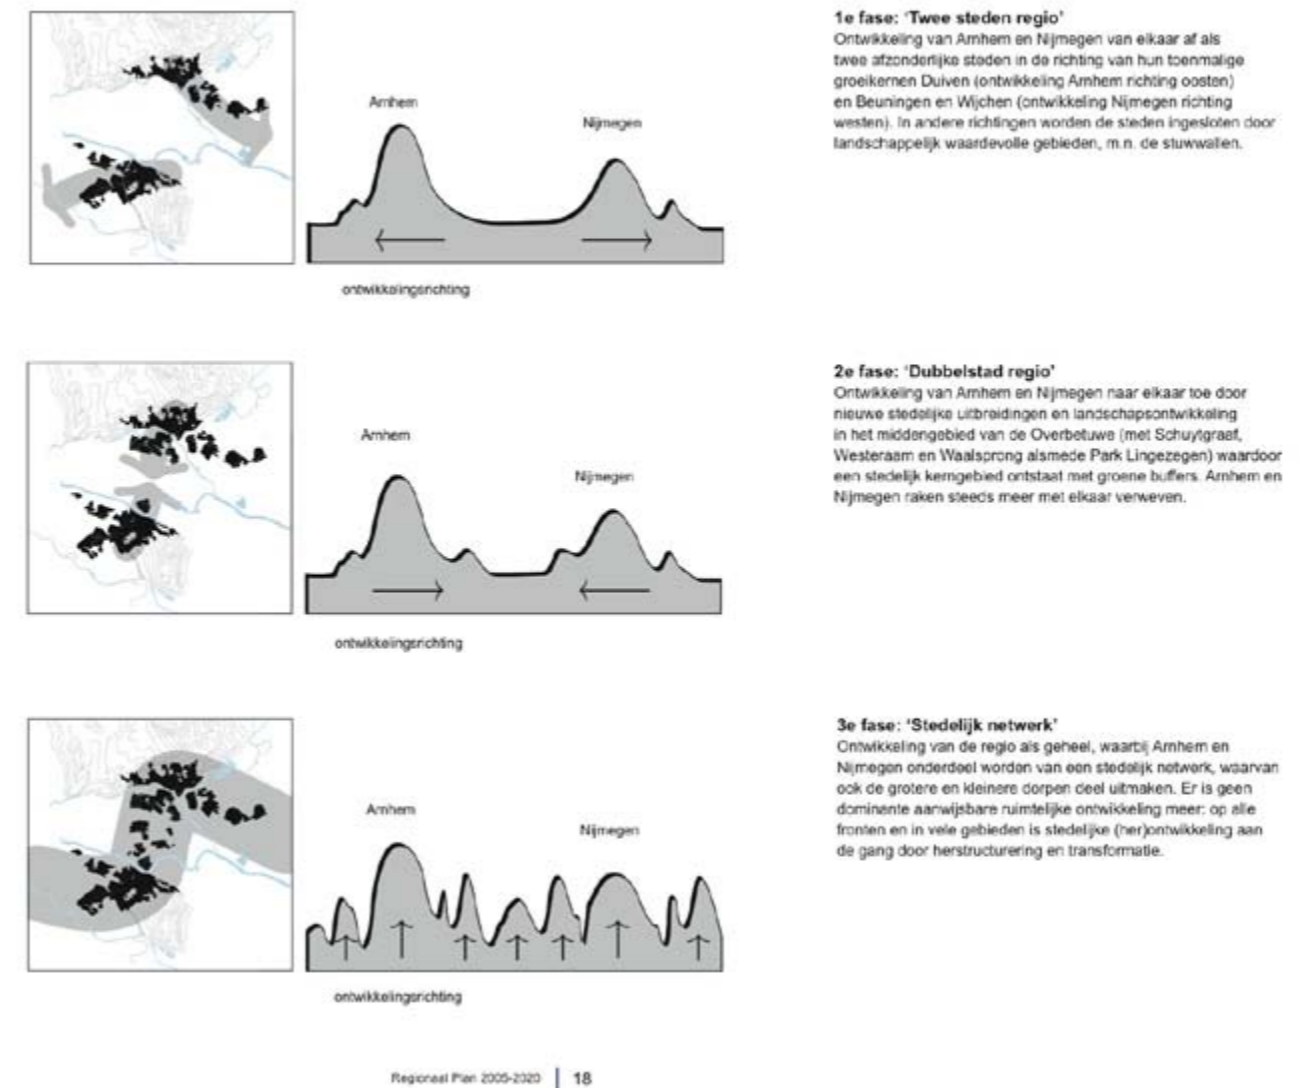 1e fase: 'Twee steden regio'
Ontwikkeling van Arnhem en Nijmegen van elkaar af als
twee afzonderlijke steden in de richting van hun toenmalige
groeikernen Duiven (ontwikkeling Arnhem richting oosten)
en Beuningen en Wijchen (ontwikkeling Nijmegen richting
westen). In andere richtingen worden de steden ingesloten door
landschappelijk waardevolle gebieden, m.n. de stuwwallen.
Arnhem
Nijmegen
ontwikkelingsrichting
2e fase: 'Dubbelstad regio'
Ontwikkeling van Arnhem en Nijmegen naar elkaar toe door
nieuwe stedelijke uitbreidingen en landschapsontwikkeling
in het middengebied van de Overbetuwe (met Schuytgraaf,
Westeraam en Waalsprong alsmede Park Lingezegen) waardoor
een stedelijk kerngebied ontstaat met groene buffers. Arnhem en
Nijmegen raken steeds meer met elkaar verweven.
Arnhem
Nijmegen
ontwikkelingsrichting
3e fase: 'Stedelijk netwerk'
Ontwikkeling van de regio als geheel, waarbij Arnhem en
Nijmegen onderdeel worden van een stedelijk netwerk, waarvan
ook de grotere en kleinere dorpen deel uitmaken. Er is geen
dominante aanwijsbare ruimtelijke ontwikkeling meer: op alle
fronten en in vele gebieden is stedelijke (her)ontwikkeling aan
de gang door herstructurering en transformatie.
Arnhem
Nijmegen
ontwikkelingsrichting
Regionaal Plan 2005-2020 | 18